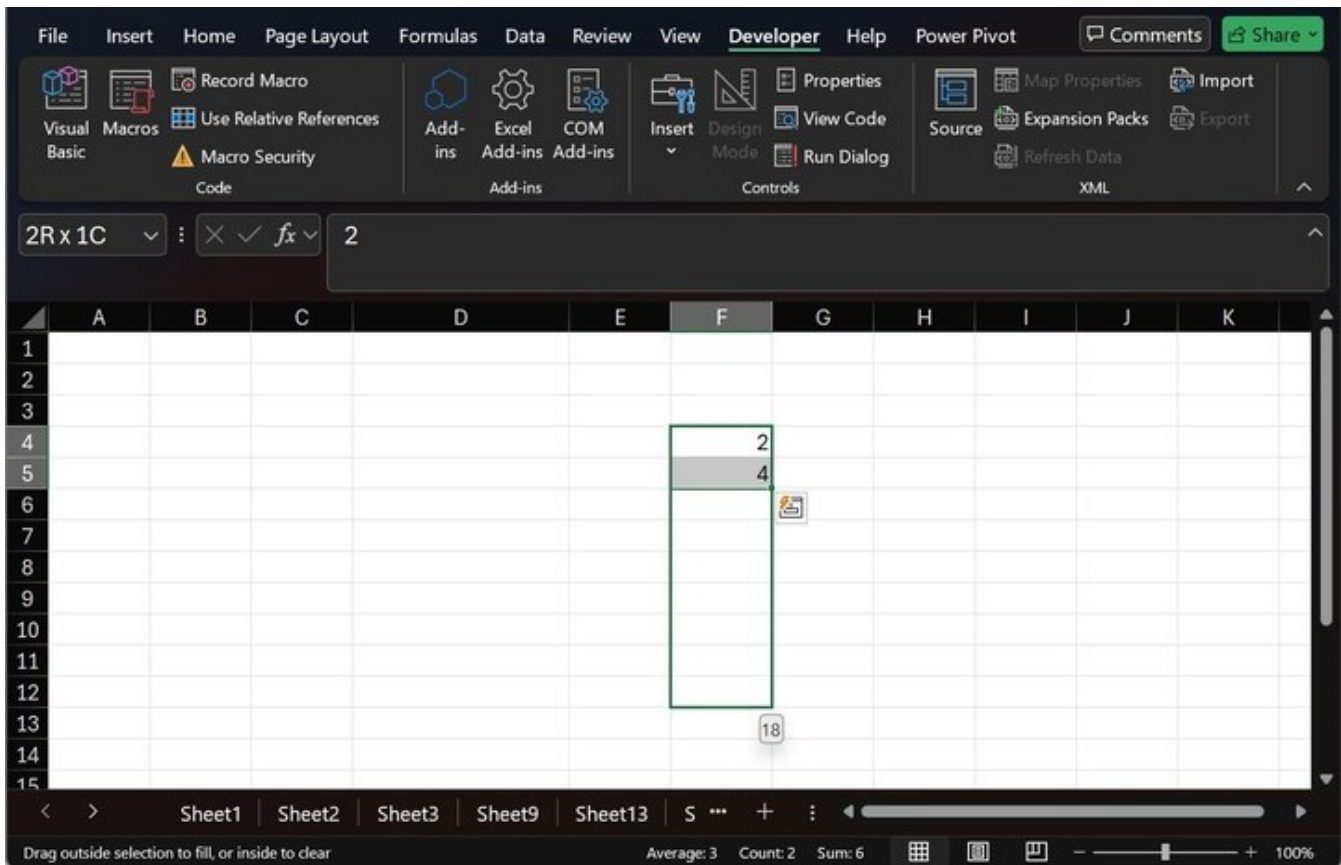 File Insert Home Page Layout Formulas Data Review View Developer Help Power Pivot Comments Share
Visual Basic
Macros
Record Macro
Use Relative References
Macro Security
Code
Add-ins
Excel Add-ins
COM Add-ins
Add-ins
Insert
Design Mode
Properties
View Code
Run Dialog
Controls
Source
Map Properties
Expansion Packs
Refresh Data
Import
Export
XML
2R x 1C fx 2
A B C D E F G H I J K
1
2
3
4 2
5 4
6
7
8
9
10
11
12
13 18
14
15
Sheet1 Sheet2 Sheet3 Sheet9 Sheet13 S ...
Drag outside selection to fill, or inside to clear Average: 3 Count: 2 Sum: 6 100%